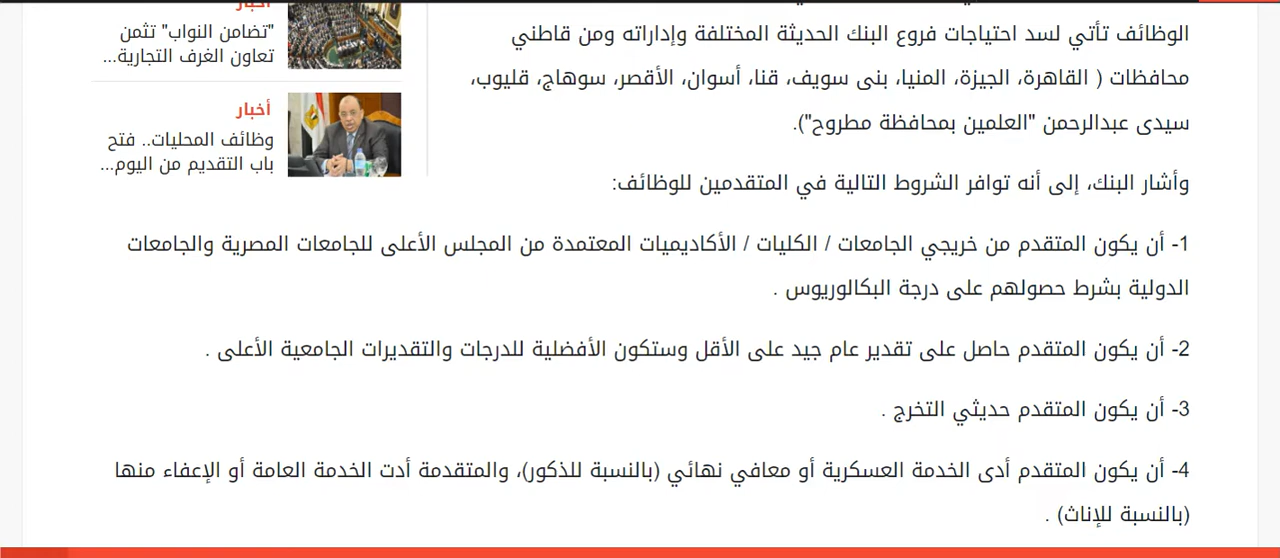 الوظائف تأتي لسد احتياجات فروع البنك الحديثة المختلفة وإداراته ومن قاطني
محافظات ( القاهرة، الجيزة، المنيا، بنى سويف، قنا، أسوان، الأقصر، سوهاج، قليوب،
سيدى عبدالرحمن "العلمين بمحافظة مطروح").
وأشار البنك، إلى أنه توافر الشروط التالية في المتقدمين للوظائف:
1- أن يكون المتقدم من خريجي الجامعات / الكليات / الأكاديميات المعتمدة من المجلس الأعلى للجامعات المصرية والجامعات
الدولية بشرط حصولهم على درجة البكالوريوس .
2- أن يكون المتقدم حاصل على تقدير عام جيد على الأقل وستكون الأفضلية للدرجات والتقديرات الجامعية الأعلى .
3- أن يكون المتقدم حديثي التخرج .
4- أن يكون المتقدم أدى الخدمة العسكرية أو معافي نهائي (بالنسبة للذكور)، والمتقدمة أدت الخدمة العامة أو الإعفاء منها
(بالنسبة للإناث) .
أخبار
"تضامن النواب" تثمن
تعاون الغرف التجارية...
أخبار
وظائف المحليات.. فتح
باب التقديم من اليوم...